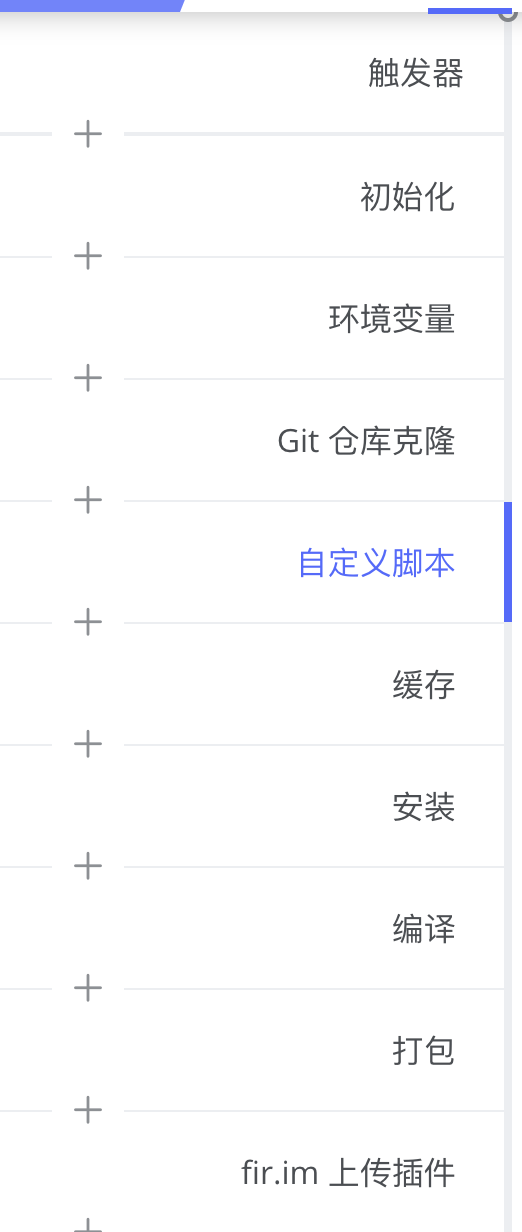 触发器
初始化
环境变量
Git 仓库克隆
自定义脚本
缓存
安装
编译
打包
fir.im 上传插件